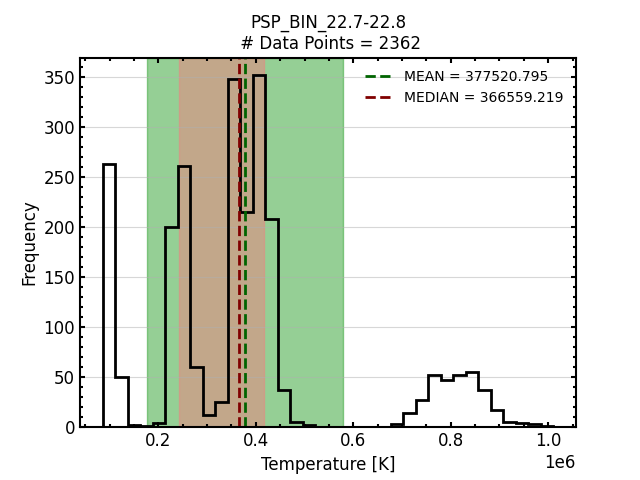 PSP_BIN_22.7-22.8
# Data Points = 2362
MEAN = 377520.795
MEDIAN = 366559.219
Frequency
350
300
250
200
150
100
50
0
0.2 0.4 0.6 0.8 1.0
1e6
Temperature [K]